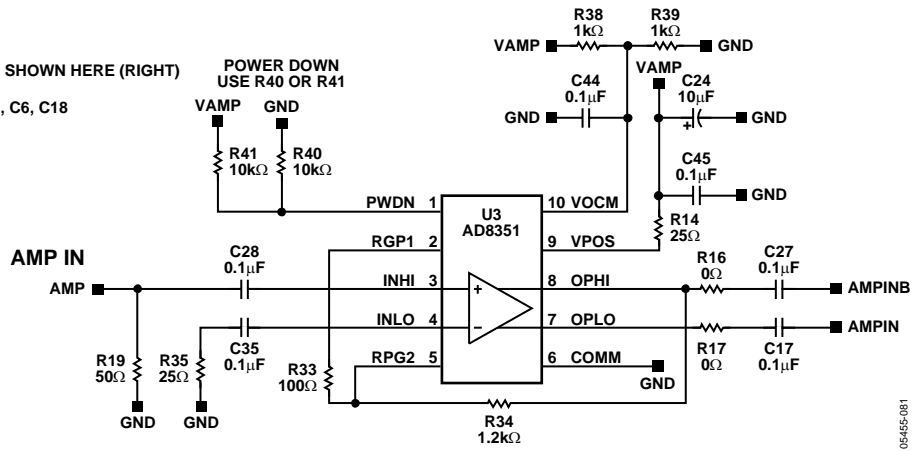 R38
1kΩ
R39
1kΩ
VAMP
GND
SHOWN HERE (RIGHT)
POWER DOWN
USE R40 OR R41
, C6, C18
VAMP
GND
C44
0.1µF
GND
VAMP
C24
10µF
+
GND
R41
10kΩ
R40
10kΩ
C45
0.1µF
GND
PWDN 1
U3
AD8351
10 VOCM
R14
25Ω
RGP1 2
9 VPOS
AMP IN
AMP
C28
0.1µF
INHI 3
+
8 OPHI
R16
0Ω
C27
0.1µF
AMPINB
INLO 4
−
7 OPLO
AMPIN
R19
50Ω
R35
25Ω
C35
0.1µF
R33
100Ω
RPG2 5
6 COMM
GND
R17
0Ω
C17
0.1µF
GND
GND
R34
1.2kΩ
05455-081